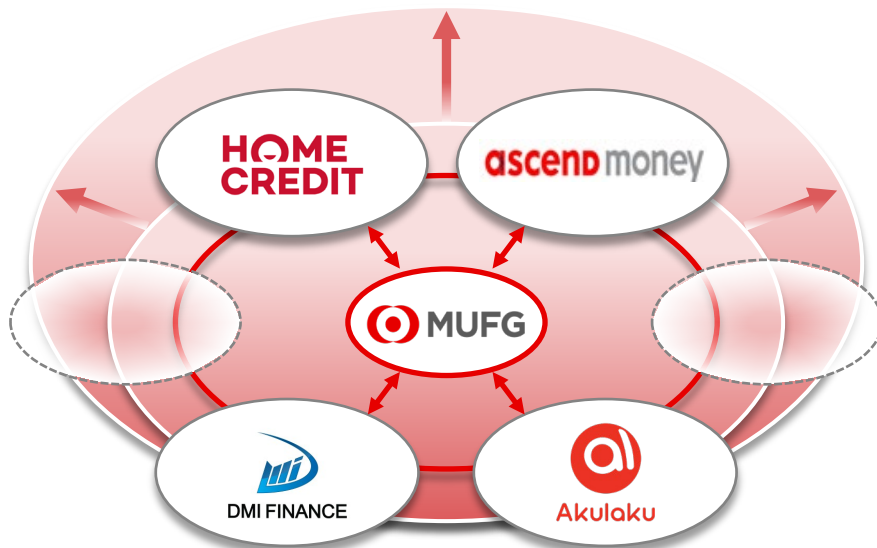 HOME
CREDIT
ascend money
MUFG
DMI FINANCE
Akulaku